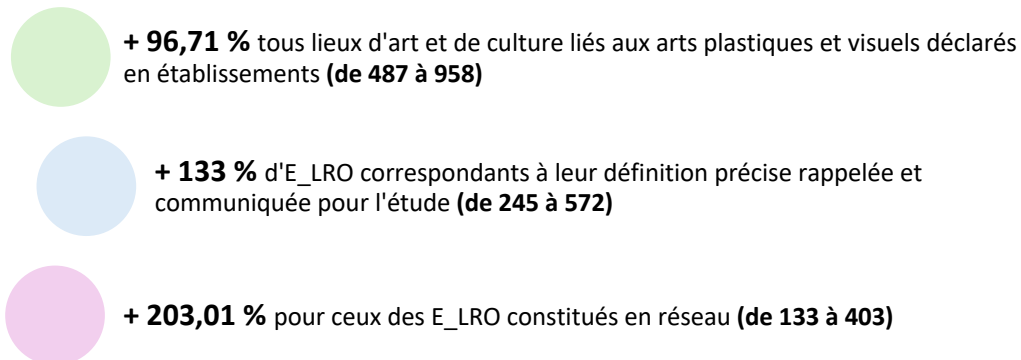 + 96,71 % tous lieux d'art et de culture liés aux arts plastiques et visuels déclarés
en établissements (de 487 à 958)
+ 133 % d'E_LRO correspondants à leur définition précise rappelée et
communiquée pour l'étude (de 245 à 572)
+ 203,01 % pour ceux des E_LRO constitués en réseau (de 133 à 403)